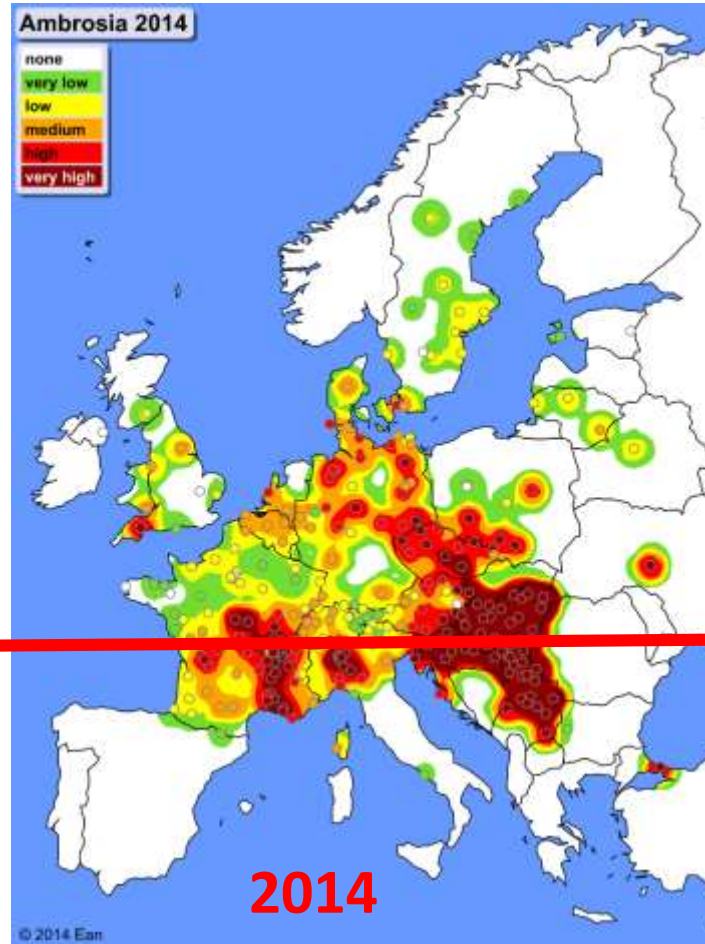 Ambrosia 2014
none
very low
low
medium
high
very high
2014
© 2014 Ean